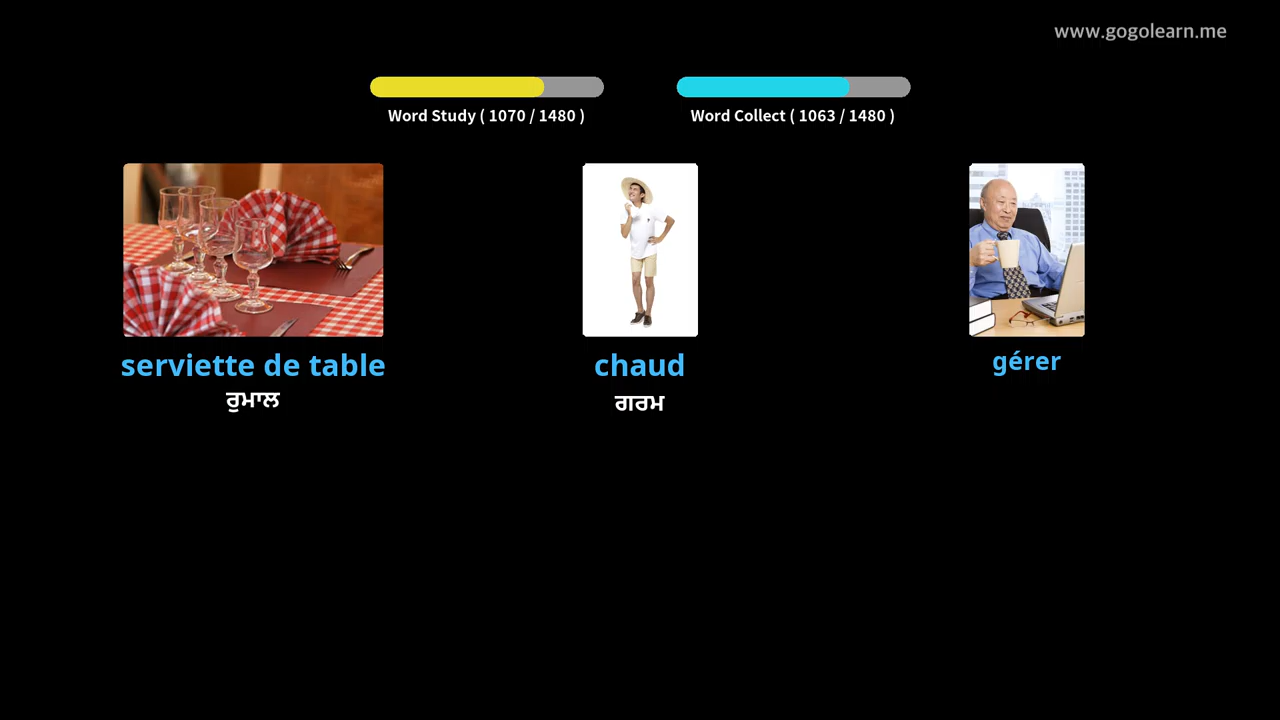 www.gogolearn.me
Word Study ( 1070 / 1480 )
Word Collect ( 1063 / 1480 )
serviette de table
ਰੁਮਾਲ
chaud
ਗਰਮ
gérer